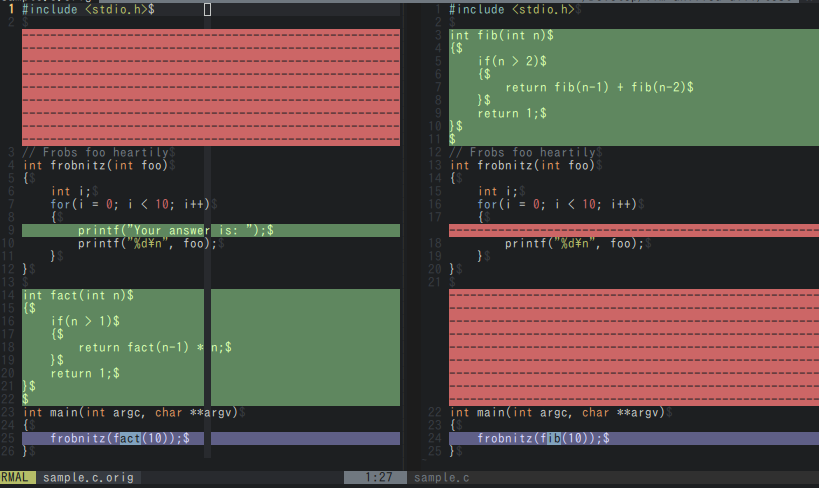 1 #include <stdio.h>$
2 $
3 // Frobs foo heartily$
4 int frobnitz(int foo)$
5 {$
6     int i;$
7     for(i = 0; i < 10; i++)$
8     {$
9         printf("Your answer is: ");$
10         printf("%d¥n", foo);$
11     }$
12 }$
13 $
14 int fact(int n)$
15 {$
16     if(n > 1)$
17     {$
18         return fact(n-1) * n;$
19     }$
20     return 1;$
21 }$
22 $
23 int main(int argc, char **argv)$
24 {$
25     frobnitz(fact(10));$
26 }$
RMAL sample.c.orig 1:27
1 #include <stdio.h>$
2 $
3 int fib(int n)$
4 {$
5     if(n > 2)$
6     {$
7         return fib(n-1) + fib(n-2)$
8     }$
9     return 1;$
10 }$
11 $
12 // Frobs foo heartily$
13 int frobnitz(int foo)$
14 {$
15     int i;$
16     for(i = 0; i < 10; i++)$
17     {$
18         printf("%d¥n", foo);$
19     }$
20 }$
21 $
22 int main(int argc, char **argv)$
23 {$
24     frobnitz(fib(10));$
25 }$
sample.c